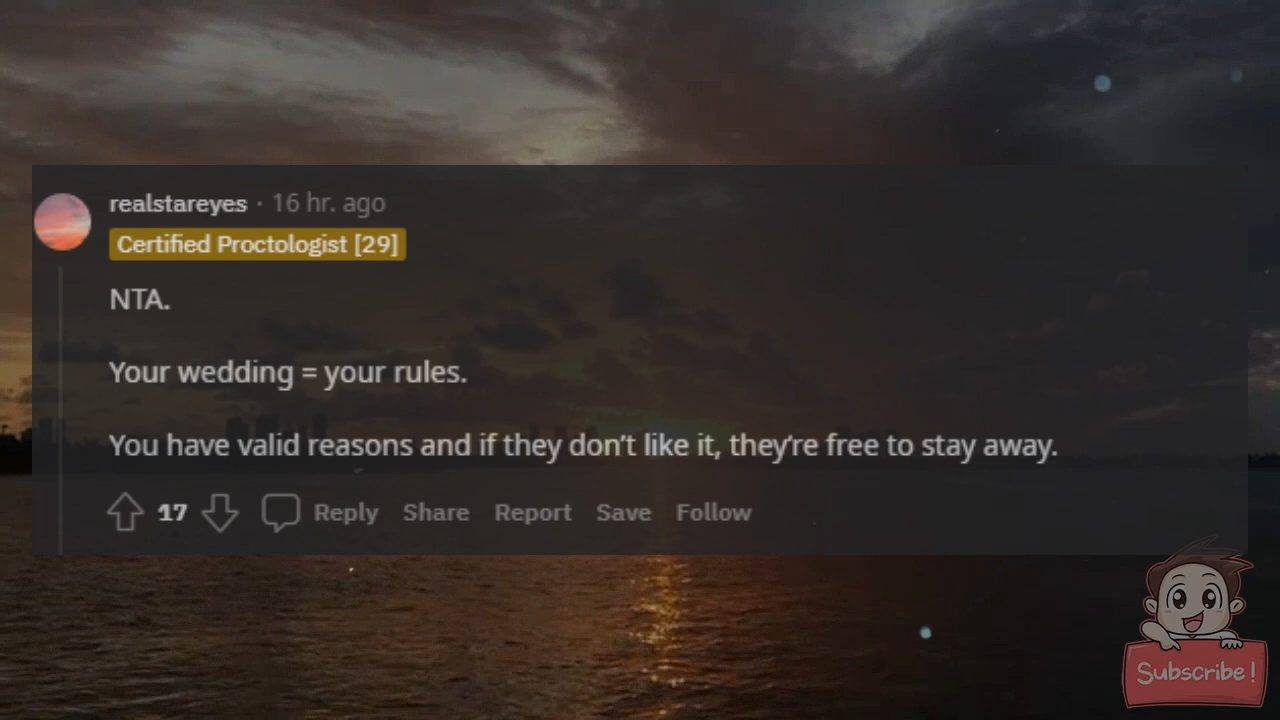 realstareyes · 16 hr. ago
Certified Proctologist [29]
NTA.
Your wedding = your rules.
You have valid reasons and if they don't like it, they're free to stay away.
17 Reply Share Report Save Follow
Subscribe!